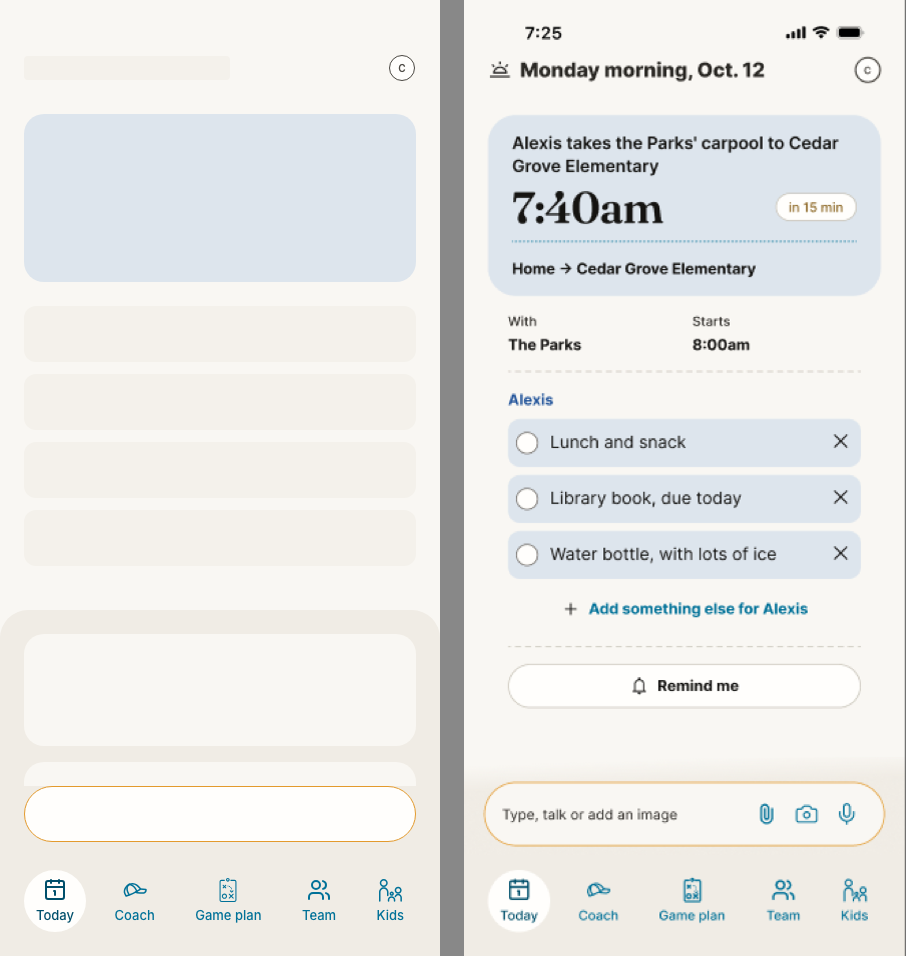 C
Today
Coach
Game plan
Team
Kids
7:25
Monday morning, Oct. 12
C
Alexis takes the Parks' carpool to Cedar
Grove Elementary
7:40am
in 15 min
Home → Cedar Grove Elementary
With
Starts
The Parks
8:00am
Alexis
Lunch and snack
Library book, due today
Water bottle, with lots of ice
+ Add something else for Alexis
Remind me
Type, talk or add an image
Today
Coach
Game plan
Team
Kids